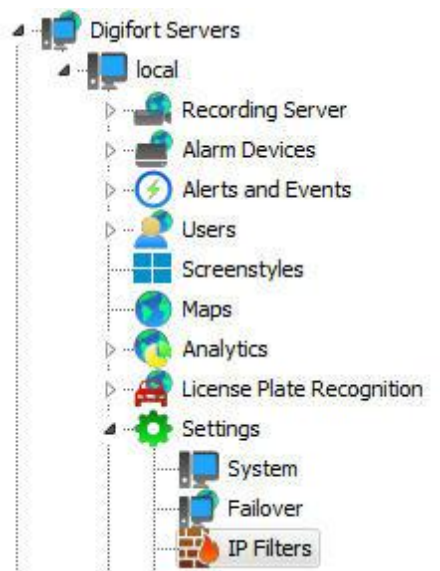 Digifort Servers
local
Recording Server
Alarm Devices
Alerts and Events
Users
Screenstyles
Maps
Analytics
License Plate Recognition
Settings
System
Failover
IP Filters